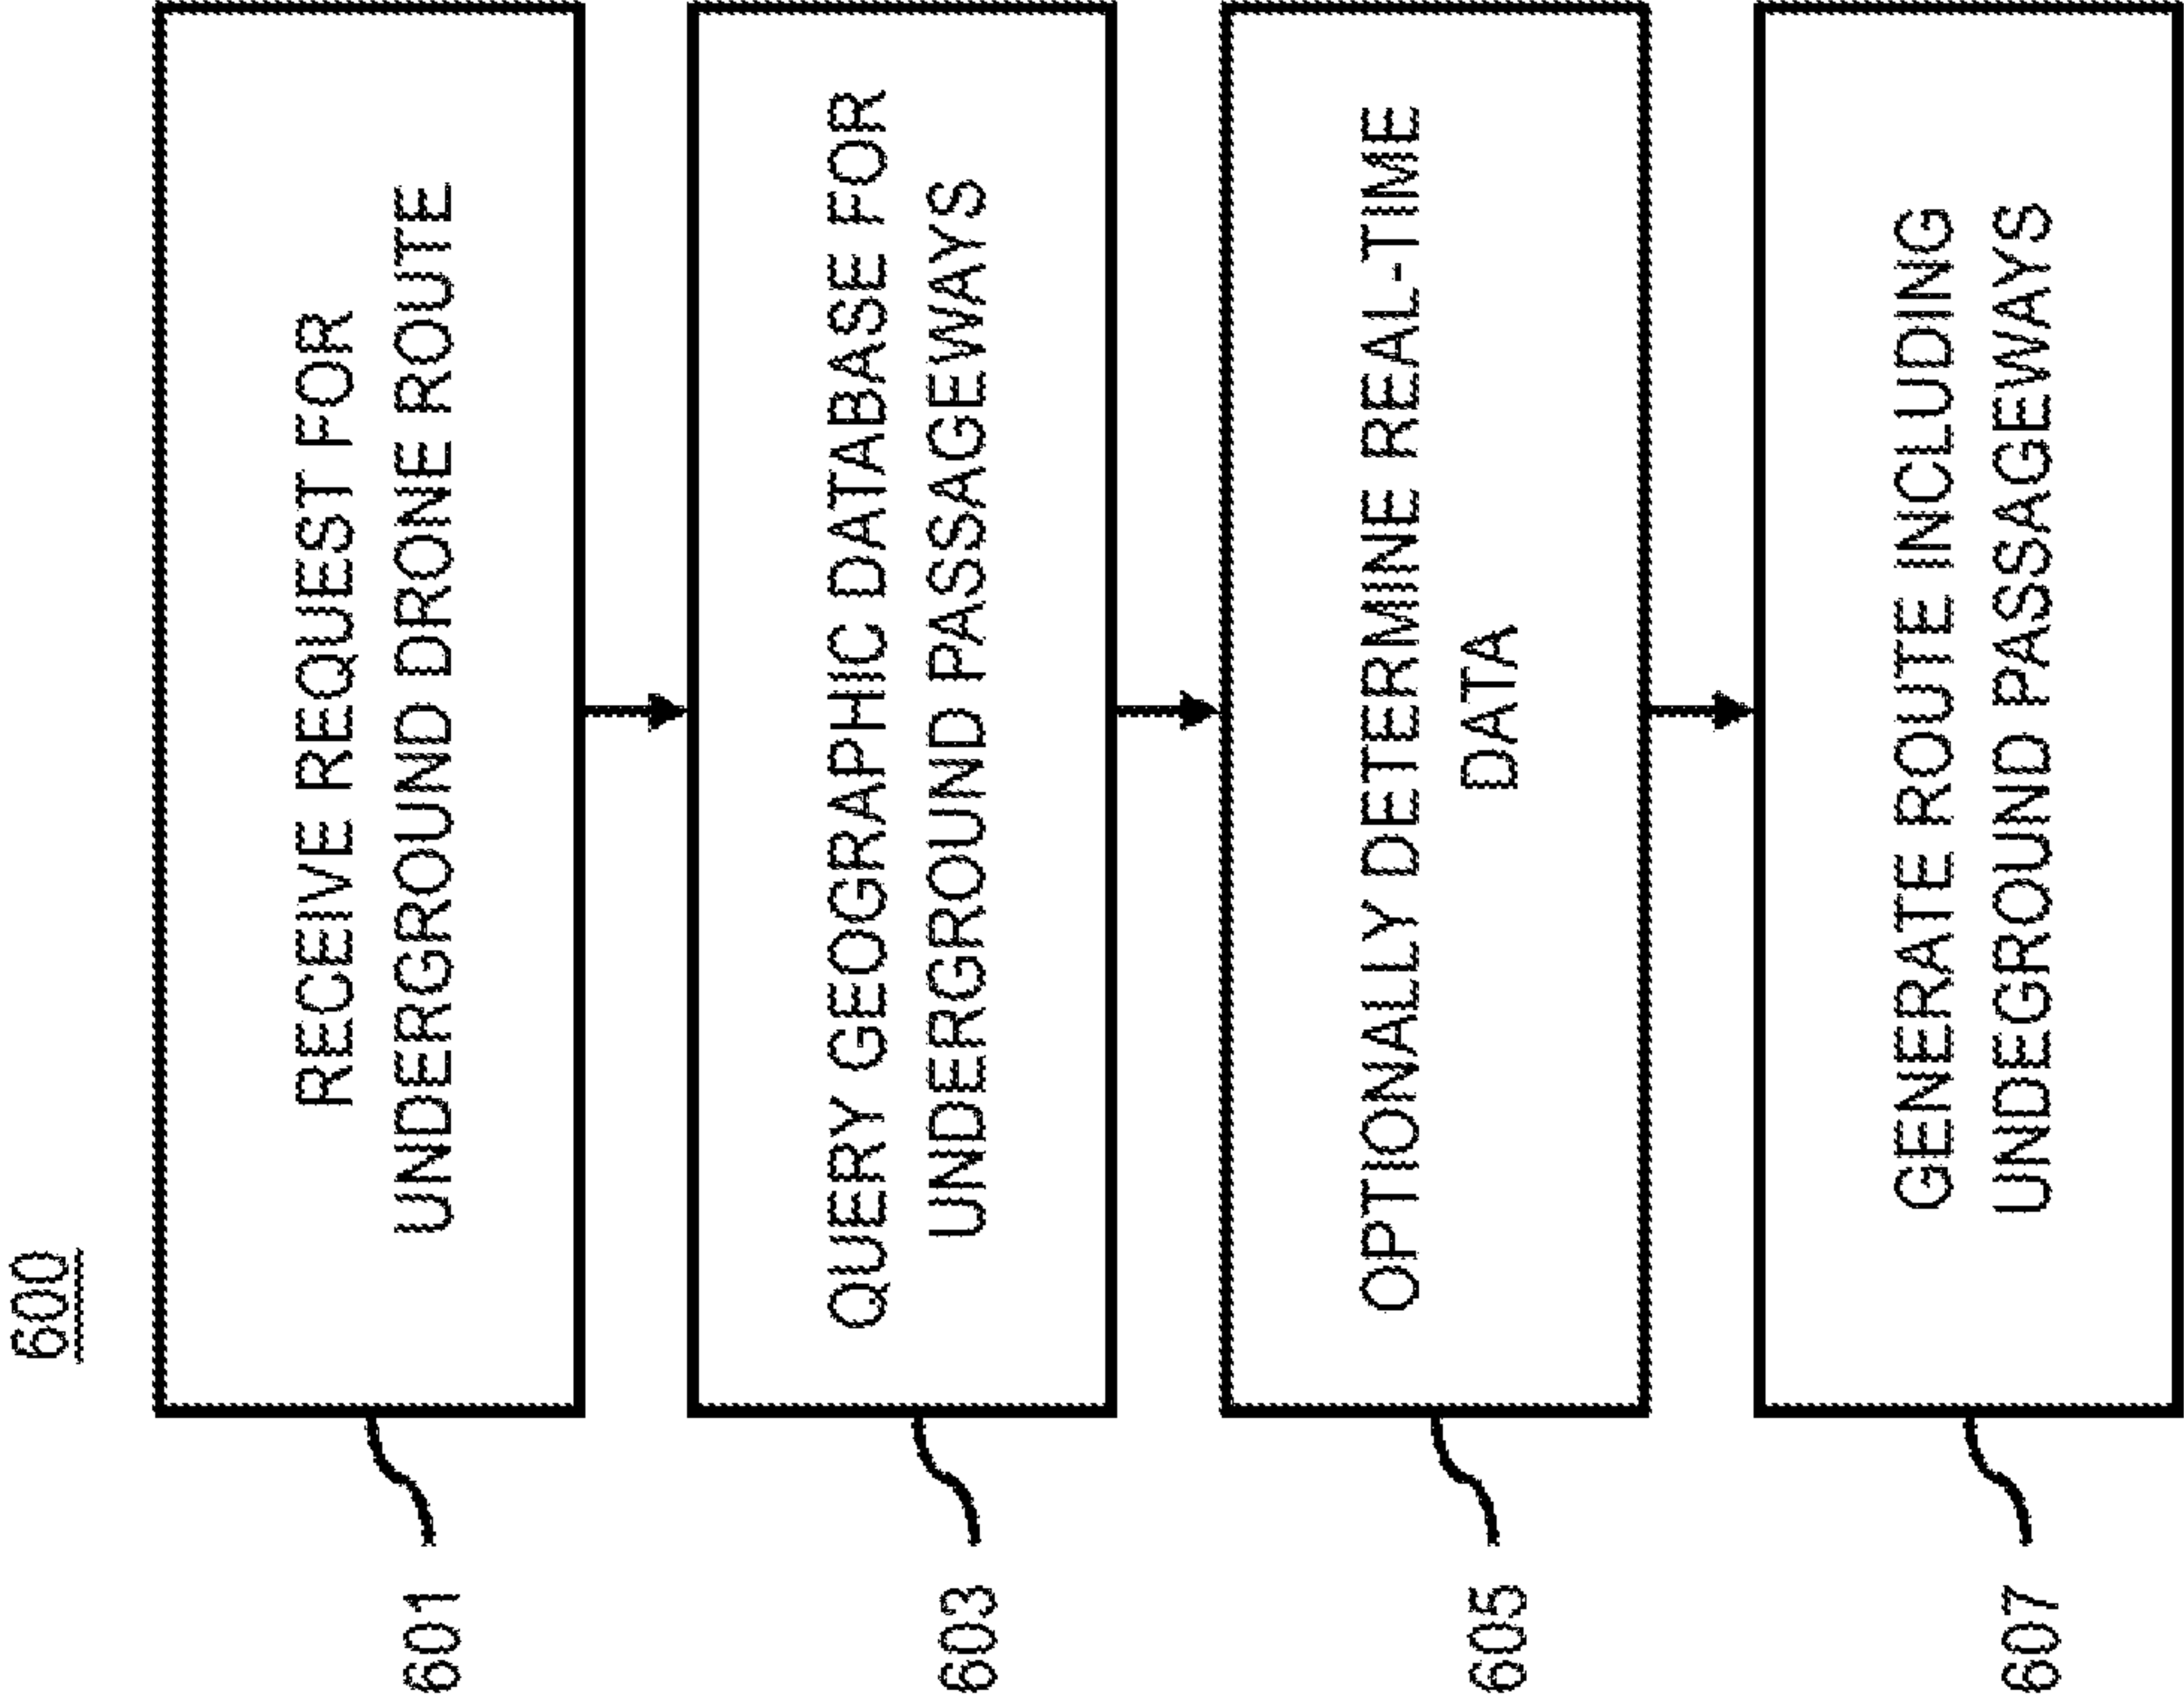 600
601
RECEIVE REQUEST FOR
UNDERGROUND DRONE ROUTE
603
QUERY GEOGRAPHIC DATABASE FOR
UNDERGROUND PASSAGEWAYS
605
OPTIONALLY DETERMINE REAL-TIME
DATA
607
GENERATE ROUTE INCLUDING
UNDEGROUND PASSAGEWAYS